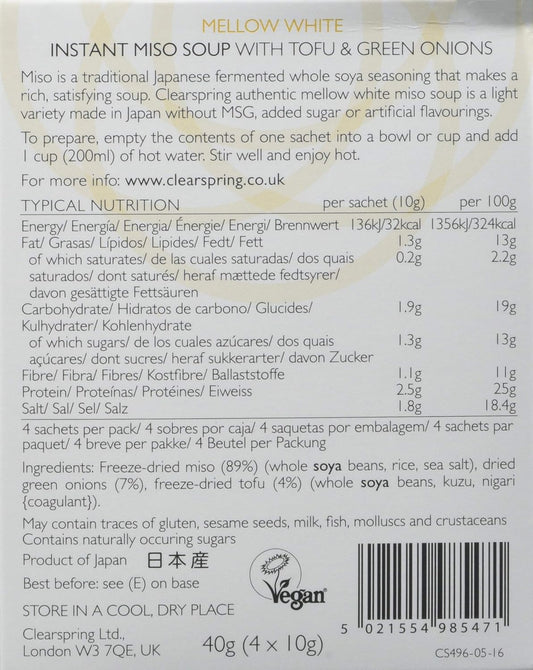 MELLOW WHITE
INSTANT MISO SOUP WITH TOFU & GREEN ONIONS
Miso is a traditional Japanese fermented whole soya seasoning that makes a
rich, satisfying soup. Clearspring authentic mellow white miso soup is a light
variety made in Japan without MSG, added sugar or artificial flavourings.
To prepare, empty the contents of one sachet into a bowl or cup and add
1 cup (200ml) of hot water. Stir well and enjoy hot.
For more info: www.clearspring.co.uk
TYPICAL NUTRITION per sachet (10g) per 100g
Energy/ Energía/ Energia/ Énergie/ Energi/ Brennwert 136kJ/32kcal 1356kJ/324kcal
Fat/ Grasas/ Lípidos/ Lipides/ Fedt/ Fett 1.3g 13g
of which saturates/ de las cuales saturadas/ dos quais 0.2g 2.2g
saturados/ dont saturés/ heraf mættede fedtsyrer/
davon gesättigte Fettsäuren
Carbohydrate/ Hidratos de carbono/ Glucides/ 1.9g 19g
Kulhydrater/ Kohlenhydrate
of which sugars/ de los cuales azúcares/ dos quais 1.3g 13g
açúcares/ dont sucres/ heraf sukkerarter/ davon Zucker
Fibre/ Fibra/ Fibres/ Kostfibre/ Ballaststoffe 1.1g 11g
Protein/ Proteínas/ Protéines/ Eiweiss 2.5g 25g
Salt/ Sal/ Sel/ Salz 1.8g 18.4g
4 sachets per pack/ 4 sobres por caja/ 4 saquetas por embalagem/ 4 sachets par
paquet/ 4 breve per pakke/ 4 Beutel per Packung
Ingredients: Freeze-dried miso (89%) (whole soya beans, rice, sea salt), dried
green onions (7%), freeze-dried tofu (4%) (whole soya beans, kuzu, nigari
{coagulant}).
May contain traces of gluten, sesame seeds, milk, fish, molluscs and crustaceans
Contains naturally occuring sugars
Product of Japan 日本産
Best before: see (E) on base
STORE IN A COOL, DRY PLACE
Clearspring Ltd.,
London W3 7QE, UK
40g (4 x 10g)
Vegan
5 021554 985471
CS496-05-16